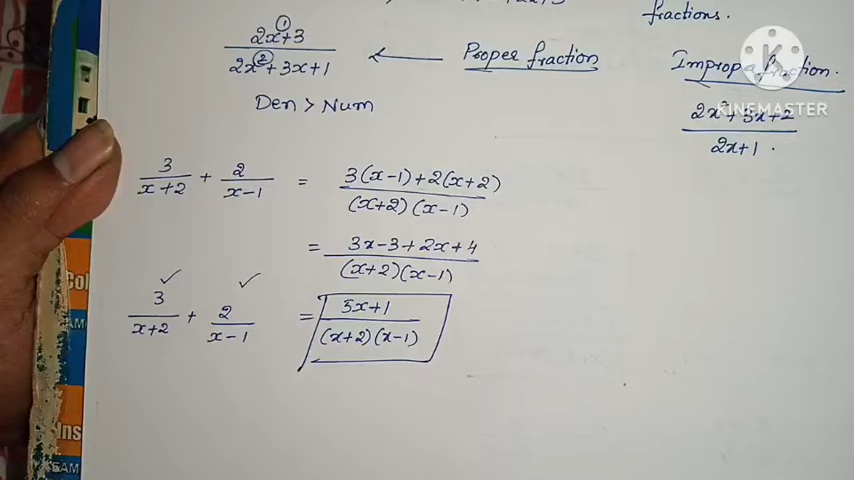 fractions.
2x+3 / 2x²+3x+1 ← Proper fraction
Improper fraction.
Den > Num
2x²+3x+2 / 2x+1 .
3/(x+2) + 2/(x-1) = 3(x-1)+2(x+2) / (x+2)(x-1)
= 3x-3+2x+4 / (x+2)(x-1)
3/(x+2) + 2/(x-1) = 5x+1 / (x+2)(x-1)
KINEMASTER